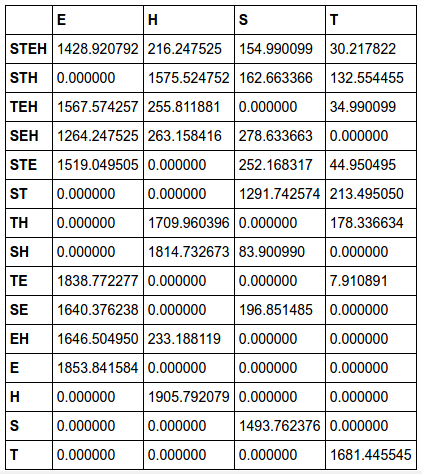 E H S T
STEH 1428.920792 216.247525 154.990099 30.217822
STH 0.000000 1575.524752 162.663366 132.554455
TEH 1567.574257 255.811881 0.000000 34.990099
SEH 1264.247525 263.158416 278.633663 0.000000
STE 1519.049505 0.000000 252.168317 44.950495
ST 0.000000 0.000000 1291.742574 213.495050
TH 0.000000 1709.960396 0.000000 178.336634
SH 0.000000 1814.732673 83.900990 0.000000
TE 1838.772277 0.000000 0.000000 7.910891
SE 1640.376238 0.000000 196.851485 0.000000
EH 1646.504950 233.188119 0.000000 0.000000
E 1853.841584 0.000000 0.000000 0.000000
H 0.000000 1905.792079 0.000000 0.000000
S 0.000000 0.000000 1493.762376 0.000000
T 0.000000 0.000000 0.000000 1681.445545